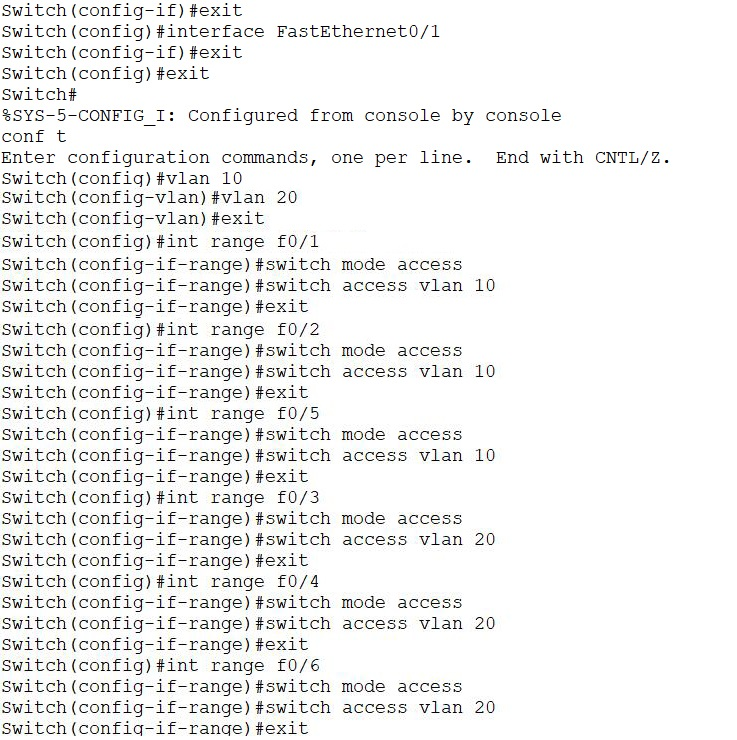 Switch(config-if)#exit
Switch(config)#interface FastEthernet0/1
Switch(config-if)#exit
Switch(config)#exit
Switch#
%SYS-5-CONFIG_I: Configured from console by console
conf t
Enter configuration commands, one per line.  End with CNTL/Z.
Switch(config)#vlan 10
Switch(config-vlan)#vlan 20
Switch(config-vlan)#exit
Switch(config)#int range f0/1
Switch(config-if-range)#switch mode access
Switch(config-if-range)#switch access vlan 10
Switch(config-if-range)#exit
Switch(config)#int range f0/2
Switch(config-if-range)#switch mode access
Switch(config-if-range)#switch access vlan 10
Switch(config-if-range)#exit
Switch(config)#int range f0/5
Switch(config-if-range)#switch mode access
Switch(config-if-range)#switch access vlan 10
Switch(config-if-range)#exit
Switch(config)#int range f0/3
Switch(config-if-range)#switch mode access
Switch(config-if-range)#switch access vlan 20
Switch(config-if-range)#exit
Switch(config)#int range f0/4
Switch(config-if-range)#switch mode access
Switch(config-if-range)#switch access vlan 20
Switch(config-if-range)#exit
Switch(config)#int range f0/6
Switch(config-if-range)#switch mode access
Switch(config-if-range)#switch access vlan 20
Switch(config-if-range)#exit